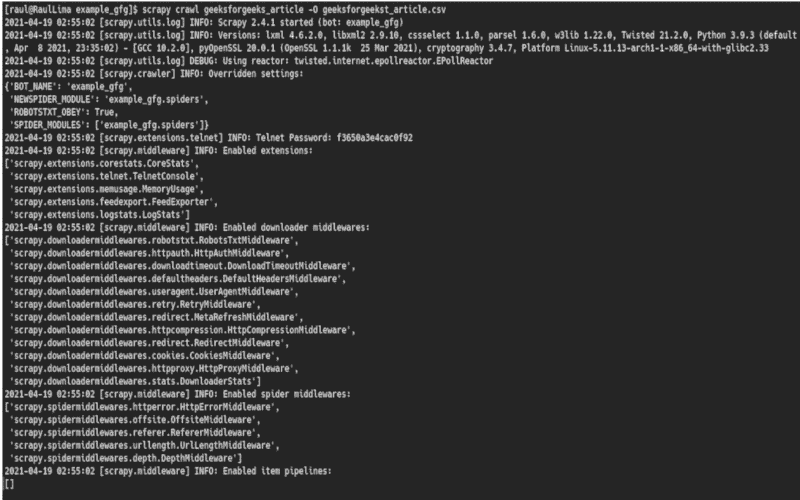 [raul@RaulLima example_gfg]$ scrapy crawl geeksforgeeks_article -O geeksforgeekst_article.csv
2021-04-19 02:55:02 [scrapy.utils.log] INFO: Scrapy 2.4.1 started (bot: example_gfg)
2021-04-19 02:55:02 [scrapy.utils.log] INFO: Versions: lxml 4.6.2.0, libxml2 2.9.10, cssselect 1.1.0, parsel 1.6.0, w3lib 1.22.0, Twisted 21.2.0, Python 3.9.3 (default
, Apr  8 2021, 23:35:02) - [GCC 10.2.0], pyOpenSSL 20.0.1 (OpenSSL 1.1.1k  25 Mar 2021), cryptography 3.4.7, Platform Linux-5.11.13-arch1-1-x86_64-with-glibc2.33
2021-04-19 02:55:02 [scrapy.utils.log] DEBUG: Using reactor: twisted.internet.epollreactor.EPollReactor
2021-04-19 02:55:02 [scrapy.crawler] INFO: Overridden settings:
{'BOT_NAME': 'example_gfg',
 'NEWSPIDER_MODULE': 'example_gfg.spiders',
 'ROBOTSTXT_OBEY': True,
 'SPIDER_MODULES': ['example_gfg.spiders']}
2021-04-19 02:55:02 [scrapy.extensions.telnet] INFO: Telnet Password: f3650a3e4cac0f92
2021-04-19 02:55:02 [scrapy.middleware] INFO: Enabled extensions:
['scrapy.extensions.corestats.CoreStats',
 'scrapy.extensions.telnet.TelnetConsole',
 'scrapy.extensions.memusage.MemoryUsage',
 'scrapy.extensions.feedexport.FeedExporter',
 'scrapy.extensions.logstats.LogStats']
2021-04-19 02:55:02 [scrapy.middleware] INFO: Enabled downloader middlewares:
['scrapy.downloadermiddlewares.robotstxt.RobotsTxtMiddleware',
 'scrapy.downloadermiddlewares.httpauth.HttpAuthMiddleware',
 'scrapy.downloadermiddlewares.downloadtimeout.DownloadTimeoutMiddleware',
 'scrapy.downloadermiddlewares.defaultheaders.DefaultHeadersMiddleware',
 'scrapy.downloadermiddlewares.useragent.UserAgentMiddleware',
 'scrapy.downloadermiddlewares.retry.RetryMiddleware',
 'scrapy.downloadermiddlewares.redirect.MetaRefreshMiddleware',
 'scrapy.downloadermiddlewares.httpcompression.HttpCompressionMiddleware',
 'scrapy.downloadermiddlewares.redirect.RedirectMiddleware',
 'scrapy.downloadermiddlewares.cookies.CookiesMiddleware',
 'scrapy.downloadermiddlewares.httpproxy.HttpProxyMiddleware',
 'scrapy.downloadermiddlewares.stats.DownloaderStats']
2021-04-19 02:55:02 [scrapy.middleware] INFO: Enabled spider middlewares:
['scrapy.spidermiddlewares.httperror.HttpErrorMiddleware',
 'scrapy.spidermiddlewares.offsite.OffsiteMiddleware',
 'scrapy.spidermiddlewares.referer.RefererMiddleware',
 'scrapy.spidermiddlewares.urllength.UrlLengthMiddleware',
 'scrapy.spidermiddlewares.depth.DepthMiddleware']
2021-04-19 02:55:02 [scrapy.middleware] INFO: Enabled item pipelines:
[]